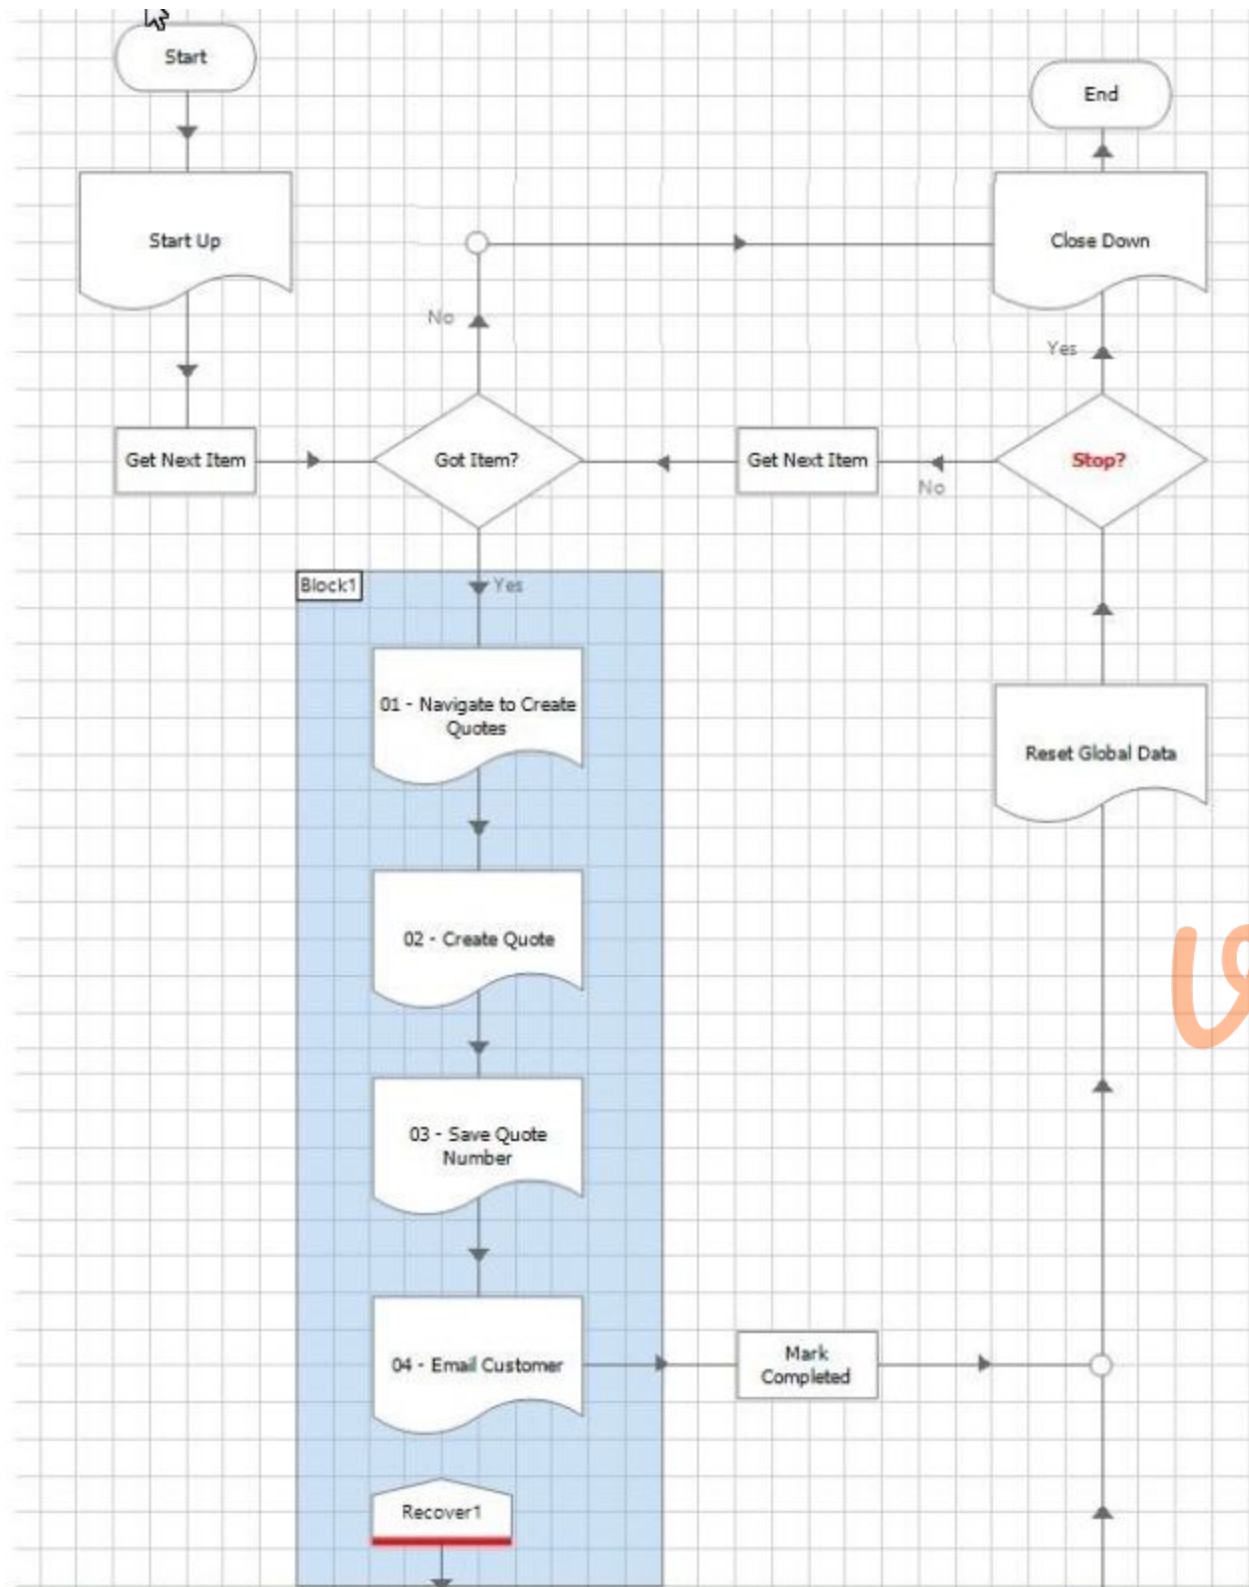 Start
End
Start Up
Close Down
No
Yes
Get Next Item
Got Item?
Get Next Item
No
Stop?
Block1
Yes
01 - Navigate to Create
Quotes
Reset Global Data
02 - Create Quote
03 - Save Quote
Number
04 - Email Customer
Mark
Completed
Recover1